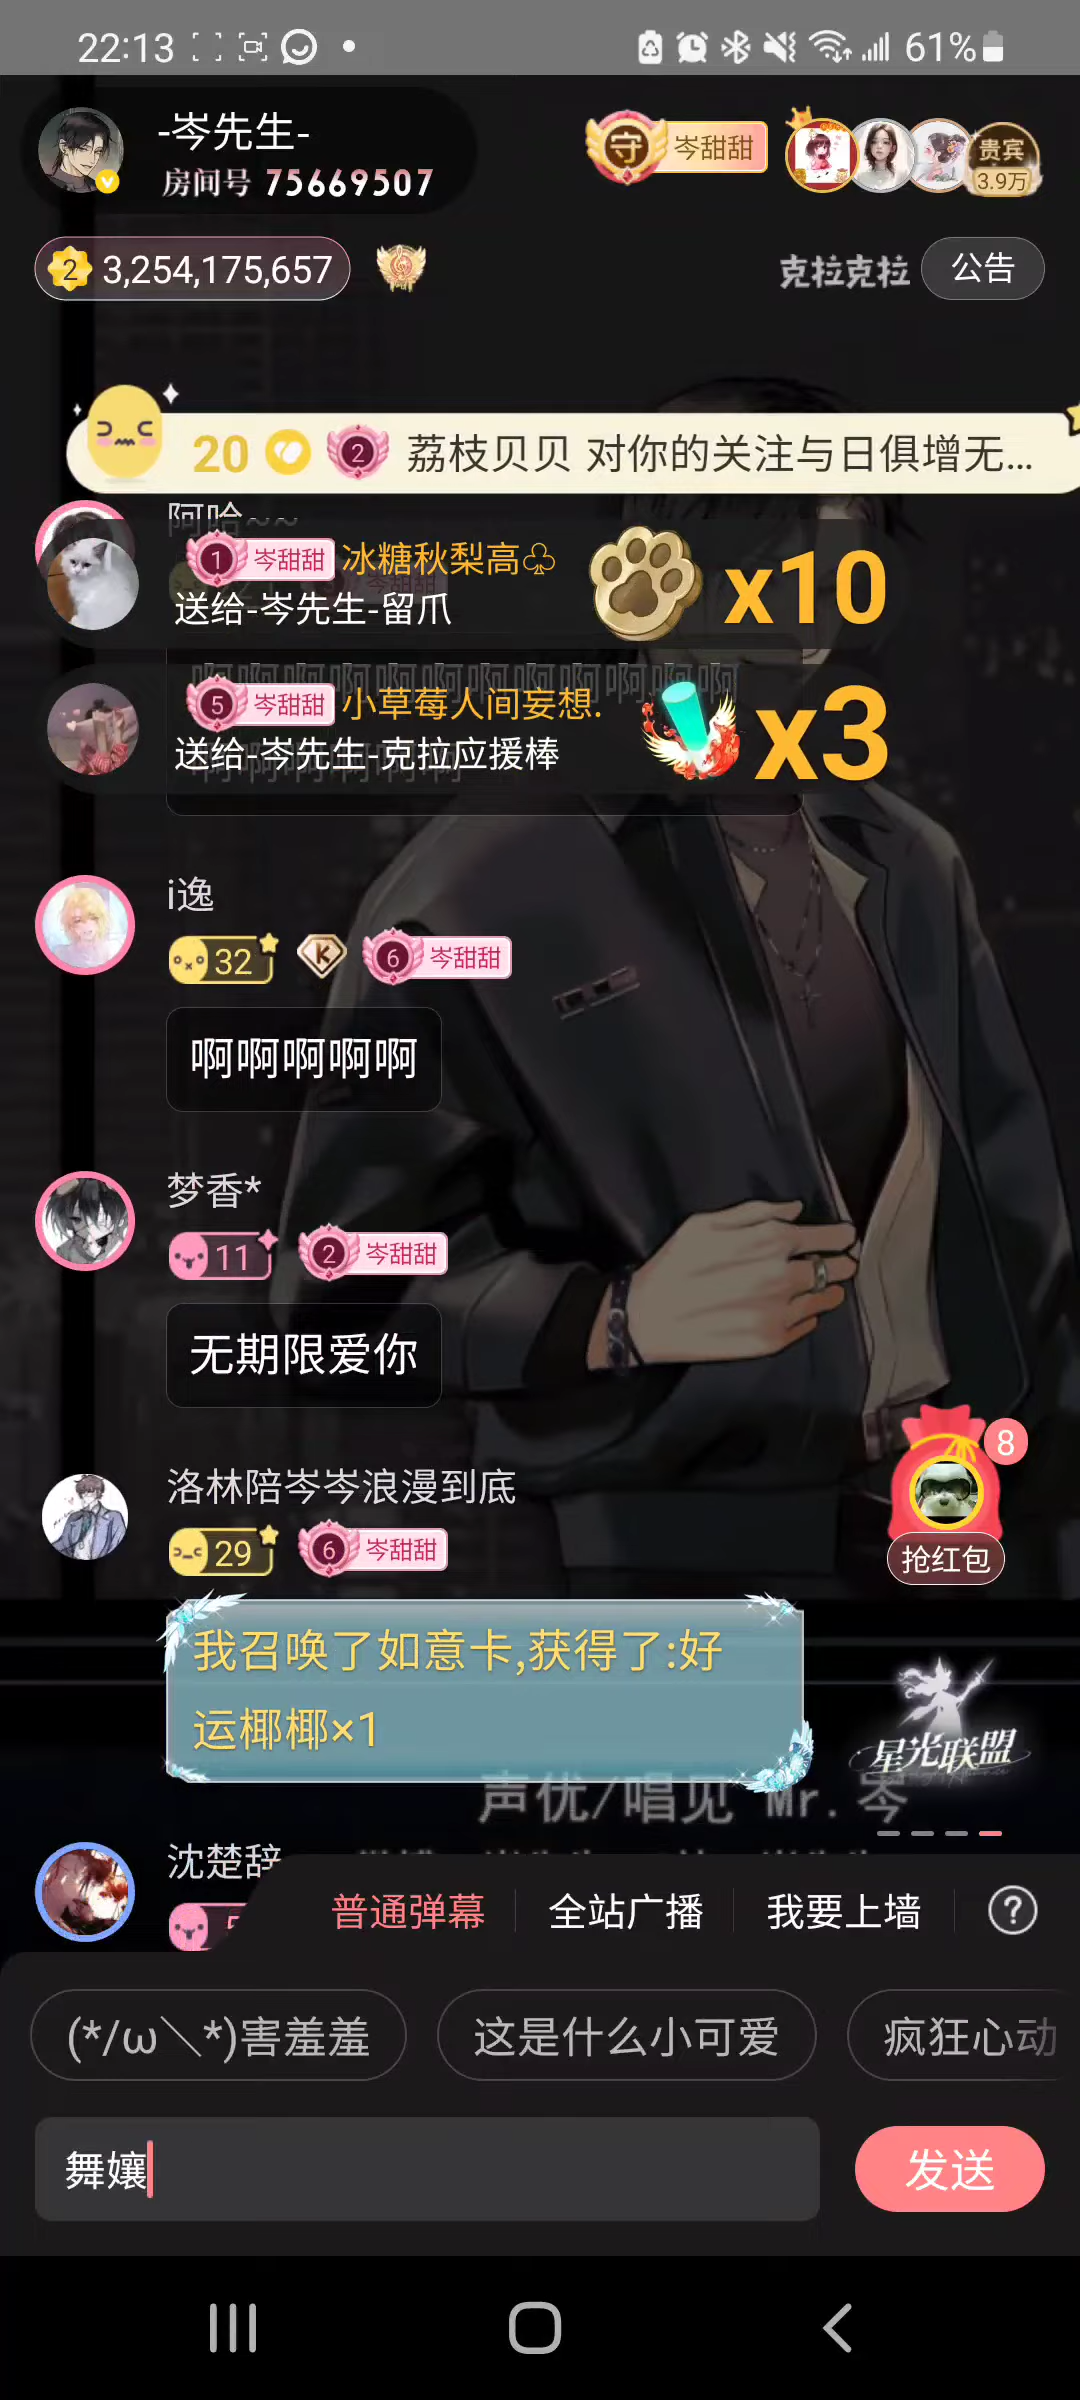 22:13
61%
-岑先生-
房间号 75669507
守 岑甜甜
贵宾
3.9万
2 3,254,175,657
克拉克拉
公告
20 2 荔枝贝贝 对你的关注与日俱增无...
阿哈~~
1 岑甜甜 冰糖秋梨高♧
送给-岑先生-留爪
x10
5 岑甜甜 小草莓人间妄想.
送给-岑先生-克拉应援棒
x3
i逸
32 K 6 岑甜甜
啊啊啊啊啊
梦香*
11 2 岑甜甜
无期限爱你
洛林陪岑岑浪漫到底
29 6 岑甜甜
8
抢红包
我召唤了如意卡,获得了:好
运椰椰×1
星光联盟
声优/唱见 Mr.岑
沈楚辞
普通弹幕
全站广播
我要上墙
?
(*/ω＼*)害羞羞
这是什么小可爱
疯狂心动
舞孃
发送